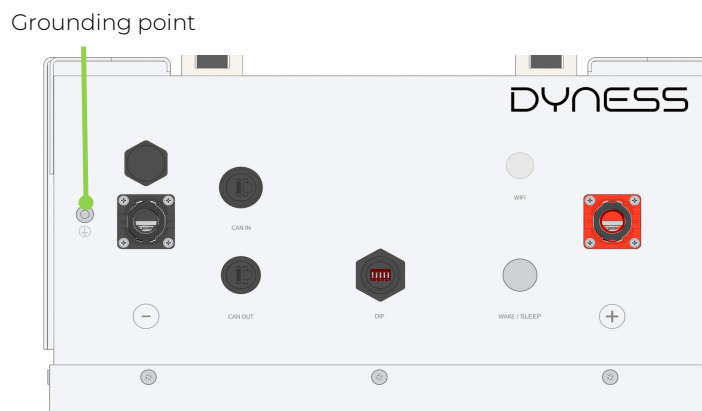 Grounding point
DYNESS
WIFI
CAN IN
CAN OUT
DIP
WAKE / SLEEP